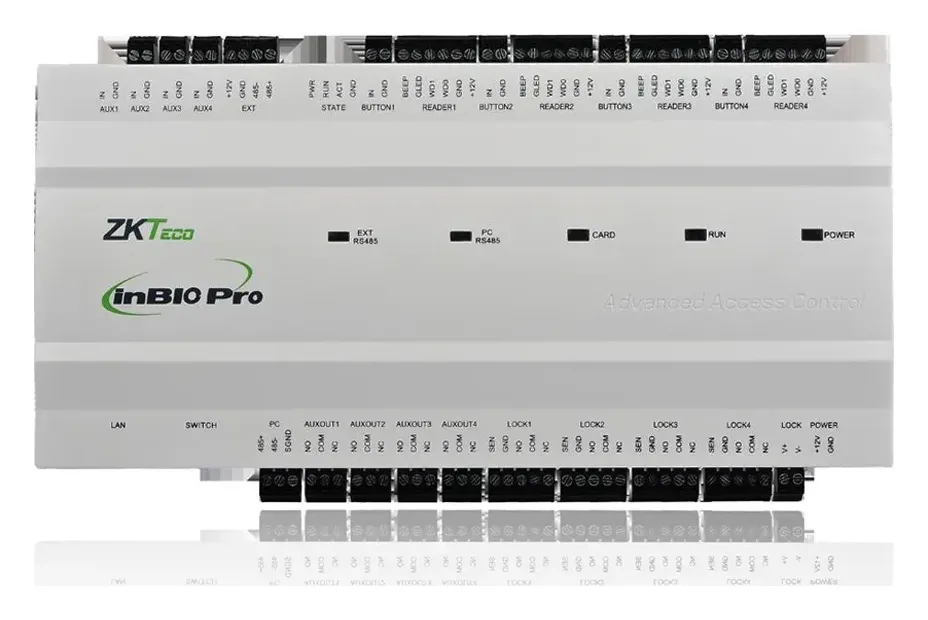 IN GND IN GND IN GND IN GND +12V GND 485- 485+ PWR RUN ACT GND IN GND BEEP GLED WD1 WD0 GND +12V IN GND BEEP GLED WD1 WD0 GND +12V IN GND BEEP GLED WD1 WD0 GND +12V IN GND BEEP GLED WD1 WD0 GND +12V
AUX1 AUX2 AUX3 AUX4 EXT STATE BUTTON1 READER1 BUTTON2 READER2 BUTTON3 READER3 BUTTON4 READER4
ZKTECO
EXT
RS485
PC
RS485
CARD
RUN
POWER
inBIO Pro
Advanced Access Control
LAN SWITCH PC AUXOUT1 AUXOUT2 AUXOUT3 AUXOUT4 LOCK1 LOCK2 LOCK3 LOCK4 LOCK POWER
485+ 485- SGND NO COM NC NO COM NC NO COM NC NO COM NC SEN GND NO COM NC SEN GND NO COM NC SEN GND NO COM NC SEN GND NO COM NC V+ V- +12V GND